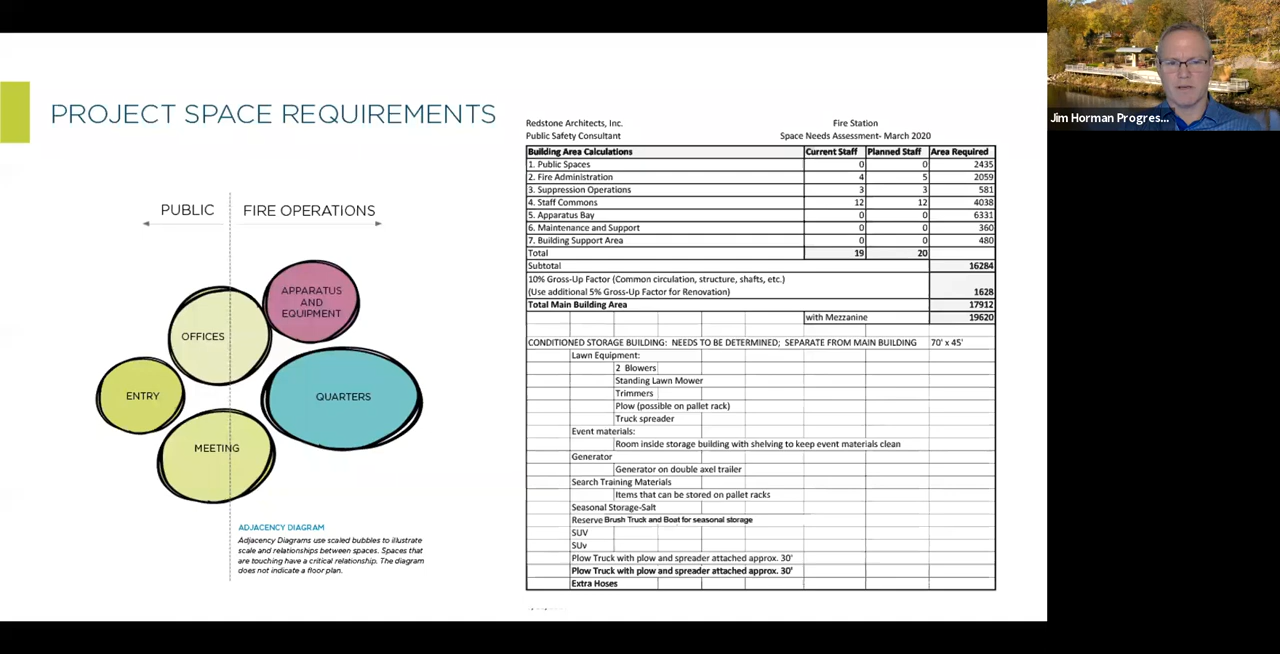 PROJECT SPACE REQUIREMENTS
PUBLIC
FIRE OPERATIONS
APPARATUS
AND
EQUIPMENT
OFFICES
ENTRY
QUARTERS
MEETING
ADJACENCY DIAGRAM
Adjacency Diagrams use scaled bubbles to illustrate
scale and relationships between spaces. Spaces that
are touching have a critical relationship. The diagram
does not indicate a floor plan.
Redstone Architects, Inc. Fire Station
Public Safety Consultant Space Needs Assessment- March 2020
Building Area Calculations Current Staff Planned Staff Area Required
1. Public Spaces 0 0 2435
2. Fire Administration 4 5 2059
3. Suppression Operations 3 3 581
4. Staff Commons 12 12 4038
5. Apparatus Bay 0 0 6331
6. Maintenance and Support 0 0 360
7. Building Support Area 0 0 480
Total 19 20
Subtotal 16284
10% Gross-Up Factor (Common circulation, structure, shafts, etc.)
(Use additional 5% Gross-Up Factor for Renovation) 1628
Total Main Building Area 17912
with Mezzanine 19620
CONDITIONED STORAGE BUILDING: NEEDS TO BE DETERMINED; SEPARATE FROM MAIN BUILDING 70' x 45'
Lawn Equipment:
2 Blowers
Standing Lawn Mower
Trimmers
Plow (possible on pallet rack)
Truck spreader
Event materials:
Room inside storage building with shelving to keep event materials clean
Generator
Generator on double axel trailer
Search Training Materials
Items that can be stored on pallet racks
Seasonal Storage-Salt
Reserve Brush Truck and Boat for seasonal storage
SUV
SUv
Plow Truck with plow and spreader attached approx. 30'
Plow Truck with plow and spreader attached approx. 30'
Extra Hoses
Jim Horman Progres...